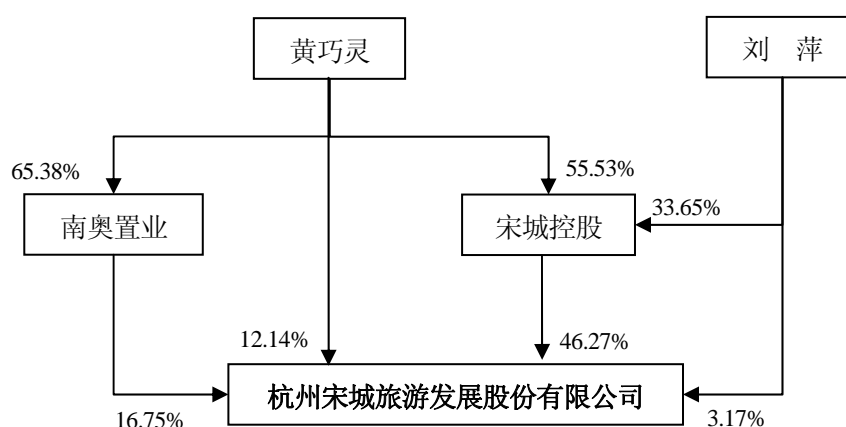 黄巧灵
刘　萍
65.38%
55.53%
南奥置业
宋城控股
33.65%
12.14%
46.27%
杭州宋城旅游发展股份有限公司
16.75%
3.17%